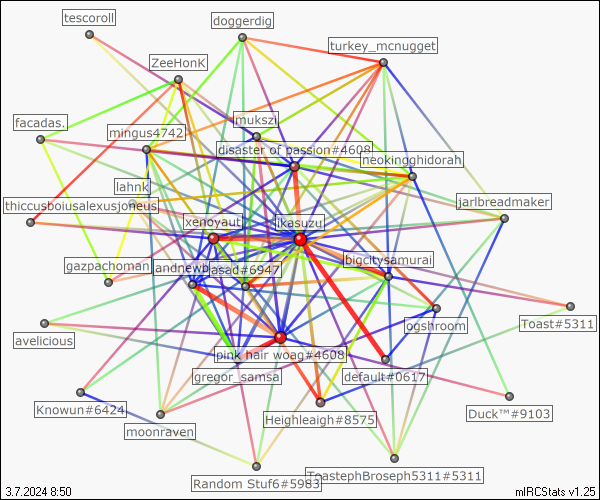 tescoroll
doggerdig
turkey_mcnugget
ZeeHonK
mukszi
facadas.
mingus4742
disaster of passion#4608
neokingghidorah
lahnk
jarlbreadmaker
thiccusboiusalexusjoneus
xenoyaut
ikasuzu
bigcitysamurai
gazpachoman
asad#6947
ogshroom
Toast#5311
avelicious
pink hair woag#4608
gregor_samsa
default#0617
Knowun#6424
Heighleaigh#8575
Duck™#9103
moonraven
ToastephBroseph5311#5311
Random Stuf6#5983
3.7.2024 8:50
mIRCStats v1.25